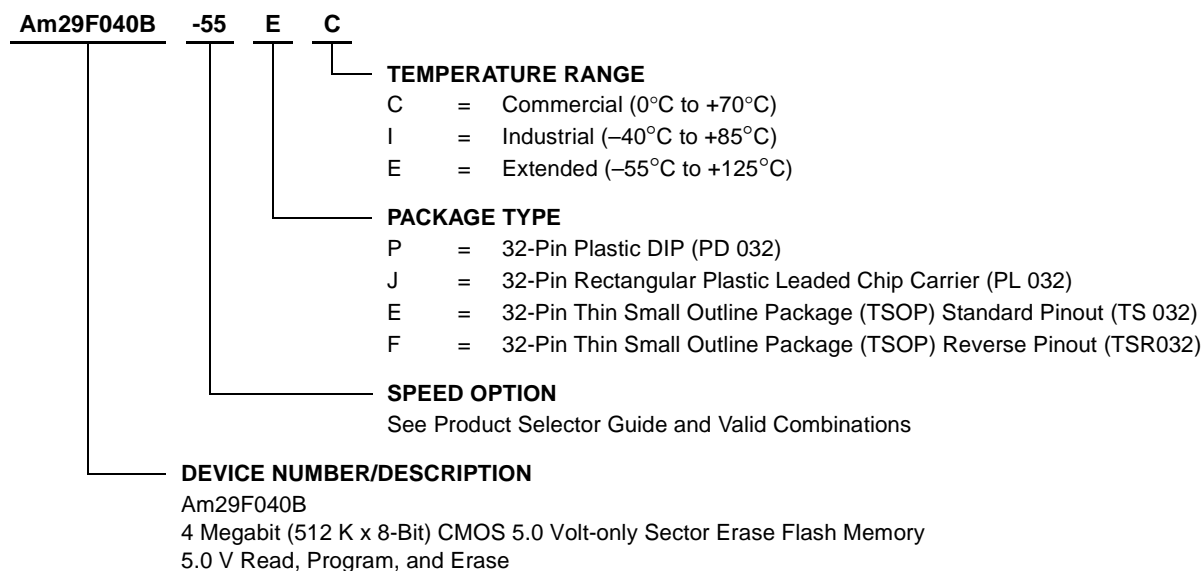 Am29F040B -55 E C
TEMPERATURE RANGE
C = Commercial (0°C to +70°C)
I = Industrial (–40°C to +85°C)
E = Extended (–55°C to +125°C)
PACKAGE TYPE
P = 32-Pin Plastic DIP (PD 032)
J = 32-Pin Rectangular Plastic Leaded Chip Carrier (PL 032)
E = 32-Pin Thin Small Outline Package (TSOP) Standard Pinout (TS 032)
F = 32-Pin Thin Small Outline Package (TSOP) Reverse Pinout (TSR032)
SPEED OPTION
See Product Selector Guide and Valid Combinations
DEVICE NUMBER/DESCRIPTION
Am29F040B
4 Megabit (512 K x 8-Bit) CMOS 5.0 Volt-only Sector Erase Flash Memory
5.0 V Read, Program, and Erase